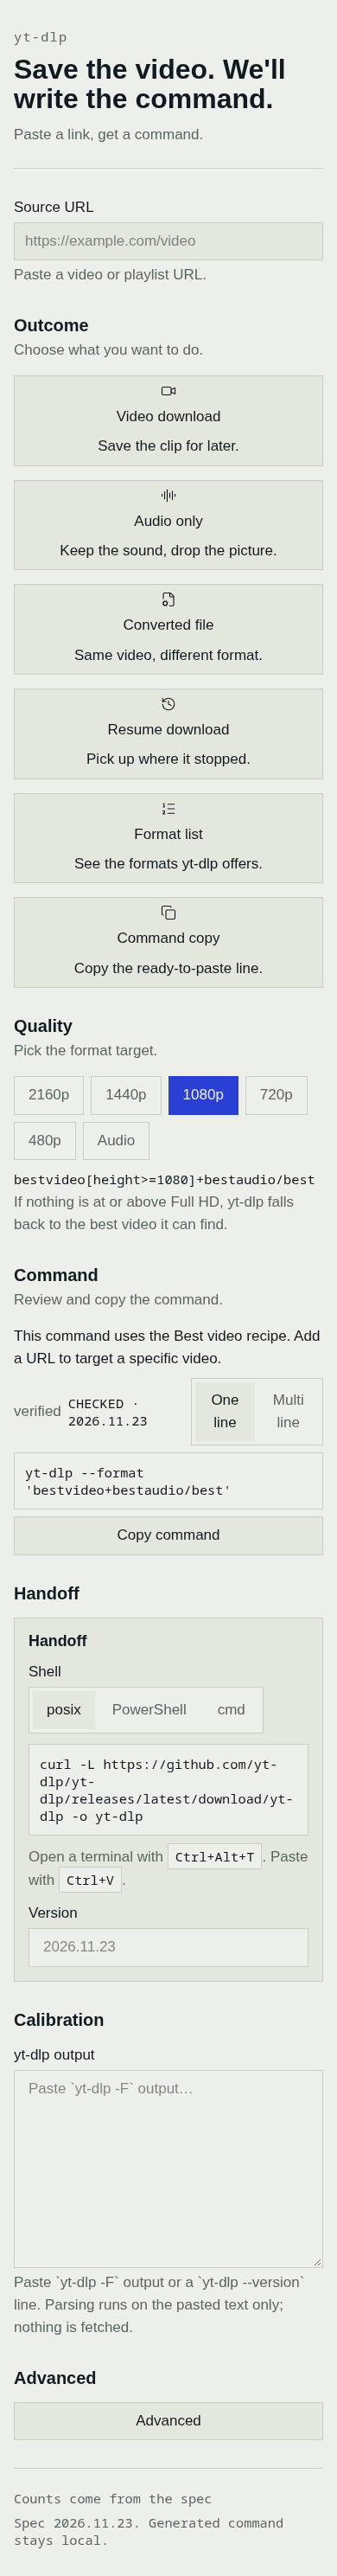 yt-dlp
Save the video. We'll
write the command.
Paste a link, get a command.
Source URL
https://example.com/video
Paste a video or playlist URL.
Outcome
Choose what you want to do.
Video download
Save the clip for later.
Audio only
Keep the sound, drop the picture.
Converted file
Same video, different format.
Resume download
Pick up where it stopped.
Format list
See the formats yt-dlp offers.
Command copy
Copy the ready-to-paste line.
Quality
Pick the format target.
2160p 1440p 1080p 720p
480p Audio
bestvideo[height>=1080]+bestaudio/best
If nothing is at or above Full HD, yt-dlp falls
back to the best video it can find.
Command
Review and copy the command.
This command uses the Best video recipe. Add
a URL to target a specific video.
verified
CHECKED ·
2026.11.23
One
line
Multi
line
yt-dlp --format
'bestvideo+bestaudio/best'
Copy command
Handoff
Handoff
Shell
posix PowerShell cmd
curl -L https://github.com/yt-
dlp/yt-
dlp/releases/latest/download/yt-
dlp -o yt-dlp
Open a terminal with Ctrl+Alt+T. Paste
with Ctrl+V.
Version
2026.11.23
Calibration
yt-dlp output
Paste `yt-dlp -F` output…
Paste `yt-dlp -F` output or a `yt-dlp --version`
line. Parsing runs on the pasted text only;
nothing is fetched.
Advanced
Advanced
Counts come from the spec
Spec 2026.11.23. Generated command
stays local.